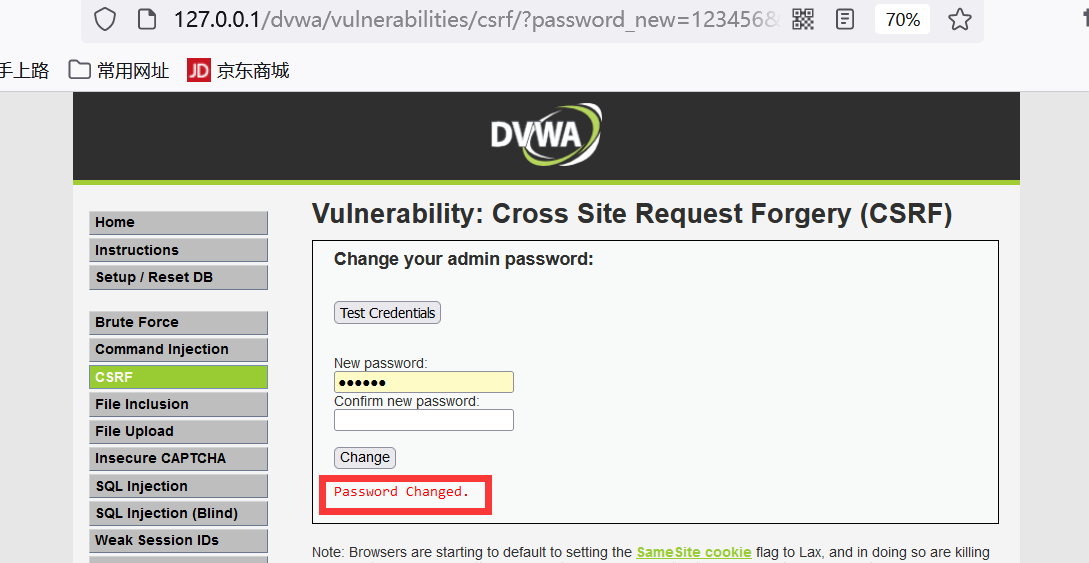 127.0.0.1/dvwa/vulnerabilities/csrf/?password_new=123456&
70%
手上路 常用网址 JD 京东商城
DVWA
Home
Instructions
Setup / Reset DB
Brute Force
Command Injection
CSRF
File Inclusion
File Upload
Insecure CAPTCHA
SQL Injection
SQL Injection (Blind)
Weak Session IDs
Vulnerability: Cross Site Request Forgery (CSRF)
Change your admin password:
Test Credentials
New password:
••••••
Confirm new password:
Change
Password Changed.
Note: Browsers are starting to default to setting the SameSite cookie flag to Lax, and in doing so are killing